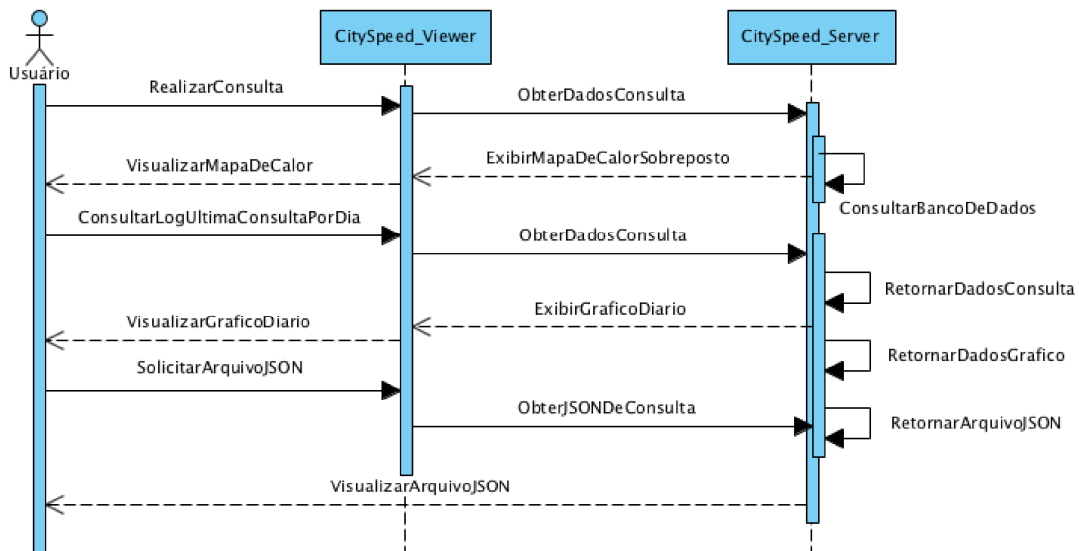 CitySpeed_Viewer
CitySpeed_Server
Usuário
RealizarConsulta
ObterDadosConsulta
ExibirMapaDeCalorSobreposto
VisualizarMapaDeCalor
ConsultarBancoDeDados
ConsultarLogUltimaConsultaPorDia
ObterDadosConsulta
RetornarDadosConsulta
ExibirGraficoDiario
VisualizarGraficoDiario
RetornarDadosGrafico
SolicitarArquivoJSON
ObterJSONDeConsulta
RetornarArquivoJSON
VisualizarArquivoJSON